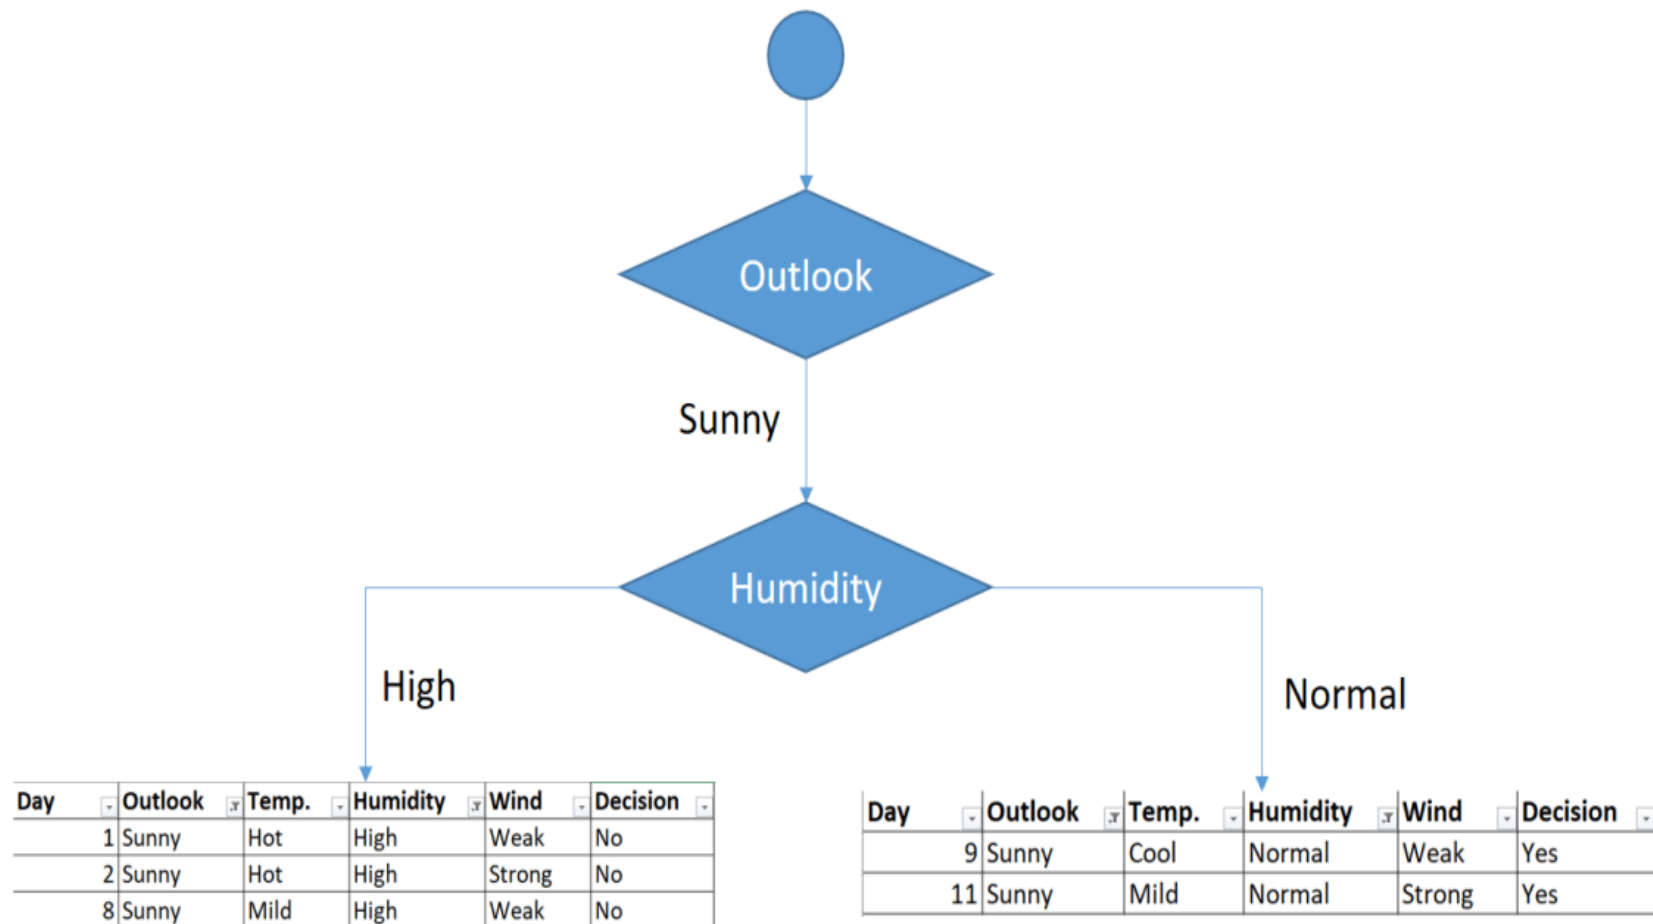 Outlook
Sunny
Humidity
High
Normal
Day Outlook Temp. Humidity Wind Decision
1 Sunny Hot High Weak No
2 Sunny Hot High Strong No
8 Sunny Mild High Weak No
Day Outlook Temp. Humidity Wind Decision
9 Sunny Cool Normal Weak Yes
11 Sunny Mild Normal Strong Yes